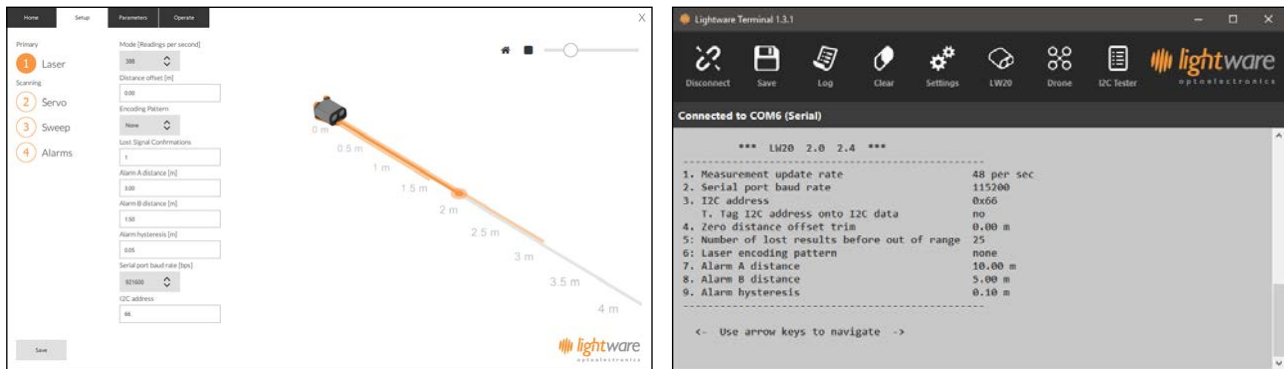 Home Setup Parameters Operate X
Primary
1 Laser
Scanning
2 Servo
3 Sweep
4 Alarms
Mode [Readings per second]
388
Distance offset [m]
0.00
Encoding Pattern
None
Lost Signal Confirmations
1
Alarm A distance [m]
3.00
Alarm B distance [m]
1.50
Alarm hysteresis [m]
0.05
Serial port baud rate [bps]
921600
I2C address
66
Save
0 m
0.5 m
1 m
1.5 m
2 m
2.5 m
3 m
3.5 m
4 m
lightware
optoelectronics
Lightware Terminal 1.3.1
Disconnect Save Log Clear Settings LW20 Drone I2C Tester
lightware
optoelectronics
Connected to COM6 (Serial)
*** LW20 2.0 2.4 ***
-----------------------------------------------
1. Measurement update rate 48 per sec
2. Serial port baud rate 115200
3. I2C address 0x66
T. Tag I2C address onto I2C data no
4. Zero distance offset trim 0.00 m
5: Number of lost results before out of range 25
6: Laser encoding pattern none
7. Alarm A distance 10.00 m
8. Alarm B distance 5.00 m
9. Alarm hysteresis 0.10 m
-----------------------------------------------
<- Use arrow keys to navigate ->